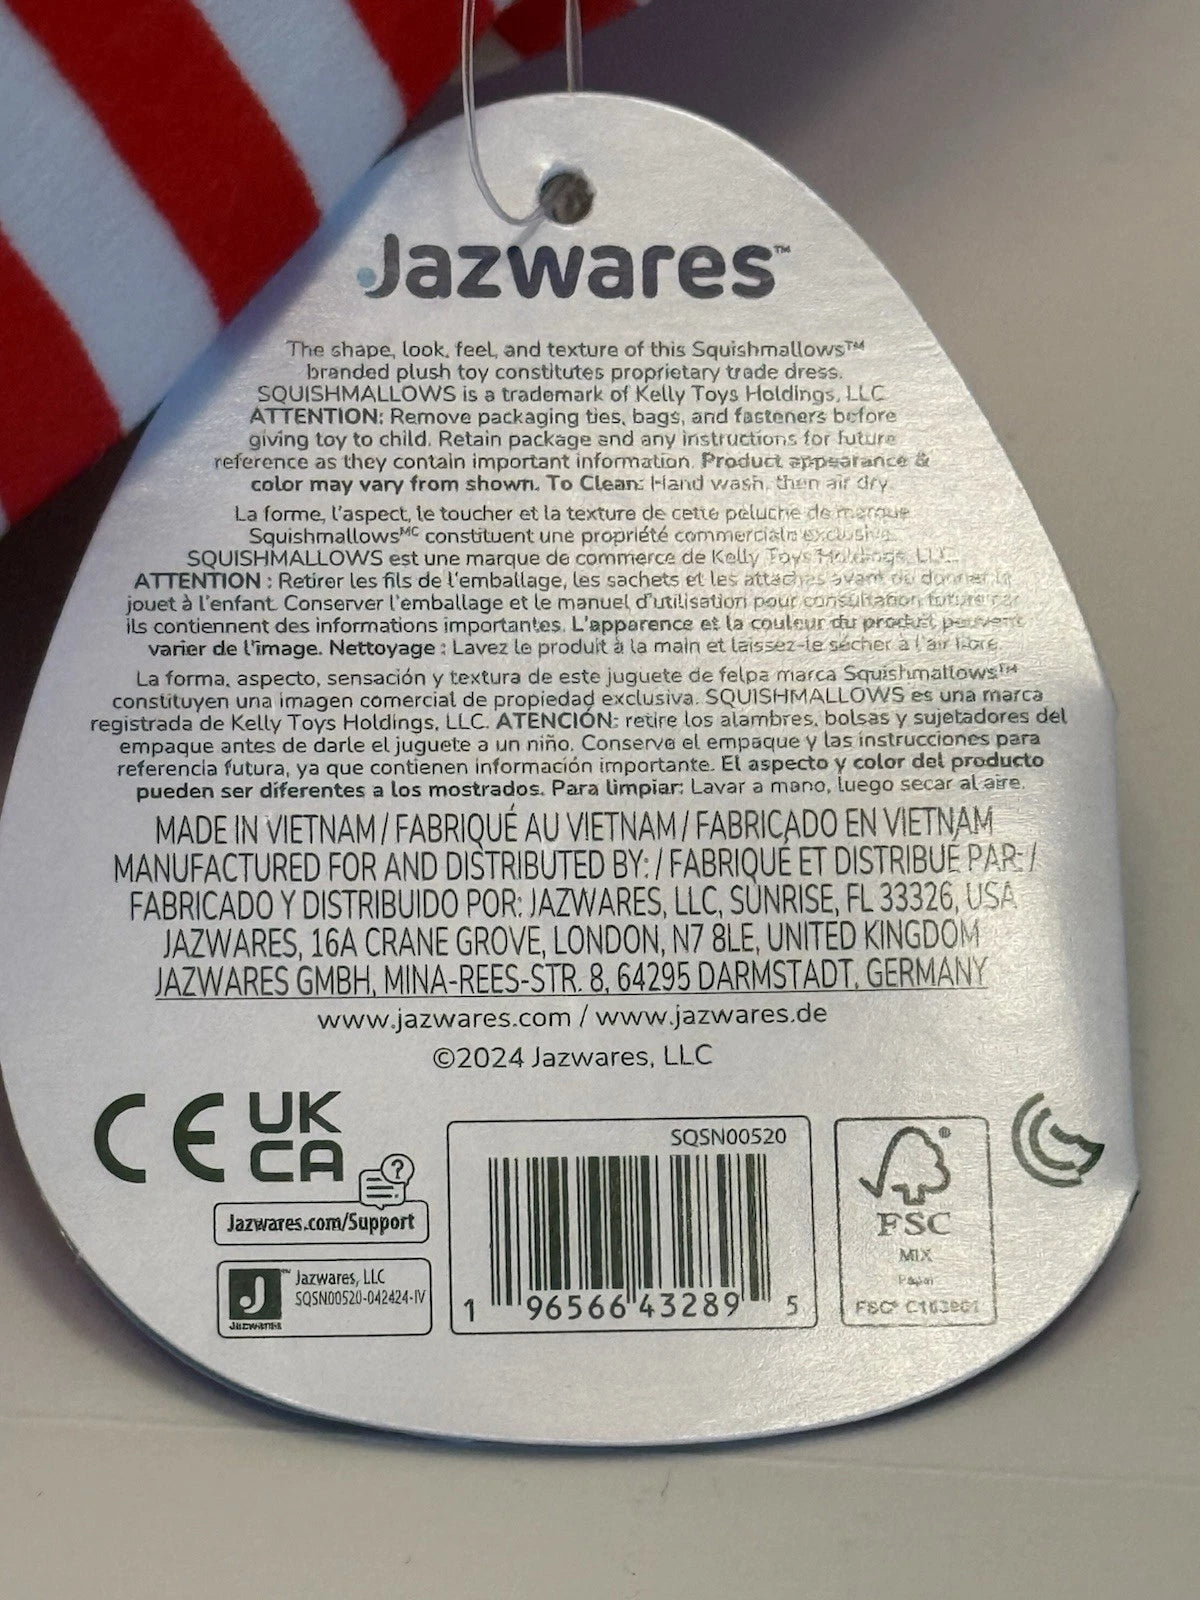 Jazwares™
The shape, look, feel, and texture of this Squishmallows™
branded plush toy constitutes proprietary trade dress.
SQUISHMALLOWS is a trademark of Kelly Toys Holdings, LLC
ATTENTION: Remove packaging ties, bags, and fasteners before
giving toy to child. Retain package and any instructions for future
reference as they contain important information. Product appearance &
color may vary from shown. To Clean: Hand wash, then air dry.
La forme, l'aspect, le toucher et la texture de cette peluche de marque
Squishmallowsᴹᶜ constituent une propriété commerciale exclusive.
SQUISHMALLOWS est une marque de commerce de Kelly Toys Holdings, LLC.
ATTENTION : Retirer les fils de l'emballage, les sachets et les attaches avant de donner le
jouet à l'enfant. Conserver l'emballage et le manuel d'utilisation pour consultation future car
ils contiennent des informations importantes. L'apparence et la couleur du produit peuvent
varier de l'image. Nettoyage : Lavez le produit à la main et laissez-le sécher à l'air libre.
La forma, aspecto, sensación y textura de este juguete de felpa marca Squishmallows™
constituyen una imagen comercial de propiedad exclusiva. SQUISHMALLOWS es una marca
registrada de Kelly Toys Holdings, LLC. ATENCIÓN: retire los alambres, bolsas y sujetadores del
empaque antes de darle el juguete a un niño. Conserve el empaque y las instrucciones para
referencia futura, ya que contienen información importante. El aspecto y color del producto
pueden ser diferentes a los mostrados. Para limpiar: Lavar a mano, luego secar al aire.
MADE IN VIETNAM / FABRIQUÉ AU VIETNAM / FABRICADO EN VIETNAM
MANUFACTURED FOR AND DISTRIBUTED BY: / FABRIQUÉ ET DISTRIBUÉ PAR: /
FABRICADO Y DISTRIBUIDO POR: JAZWARES, LLC, SUNRISE, FL 33326, USA
JAZWARES, 16A CRANE GROVE, LONDON, N7 8LE, UNITED KINGDOM
JAZWARES GMBH, MINA-REES-STR. 8, 64295 DARMSTADT, GERMANY
www.jazwares.com / www.jazwares.de
©2024 Jazwares, LLC
CE UK
CA
Jazwares.com/Support
J™ Jazwares, LLC
SQSN00520-042424-IV
Jazwares
SQSN00520
1 96566 43289 5
FSC
MIX
Paper
FSC® C163901